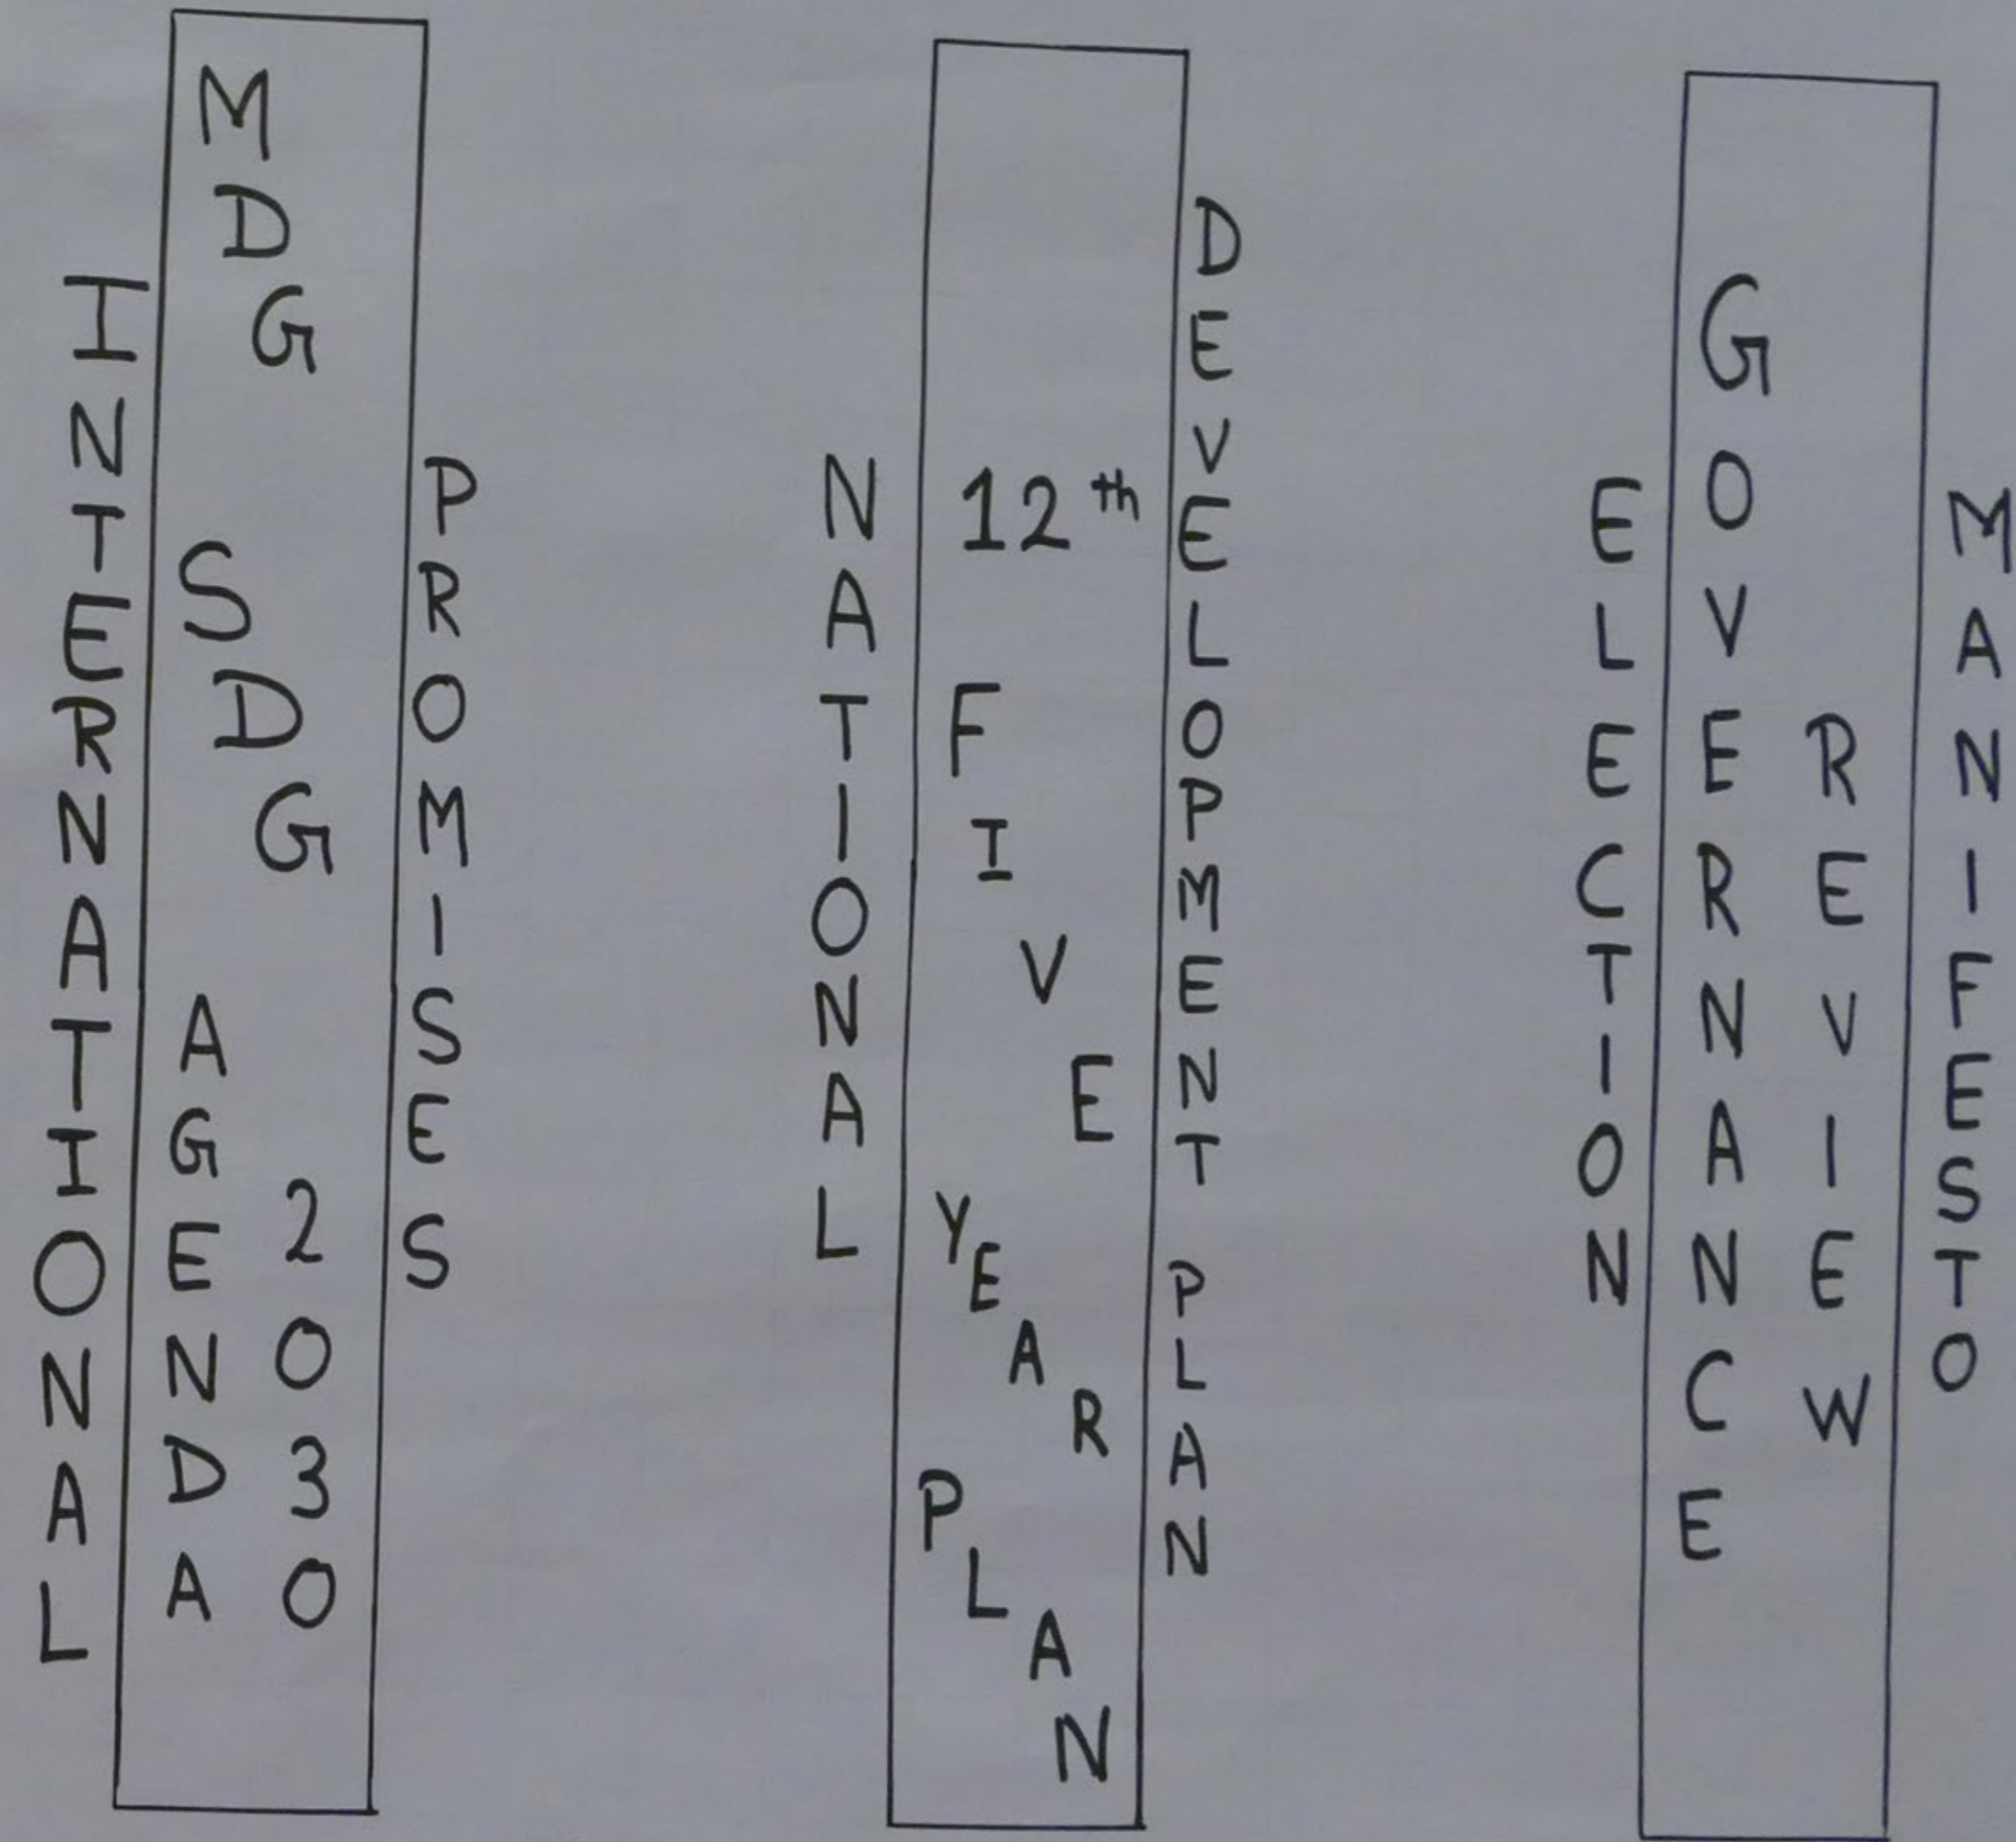 INTERNATIONAL
MDG
SDG
AGENDA
2030
PROMISES
NATIONAL
12th
FIVE
YEAR
PLAN
DEVELOPMENT PLAN
ELECTION
GOVERNANCE
REVIEW
MANIFESTO